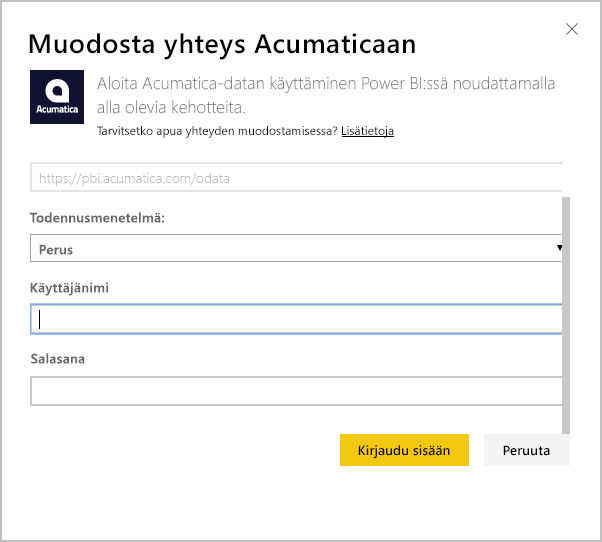 Muodosta yhteys Acumaticaan
Acumatica
Aloita Acumatica-datan käyttäminen Power BI:ssä noudattamalla
alla olevia kehotteita.
Tarvitsetko apua yhteyden muodostamisessa? Lisätietoja
https://pbi.acumatica.com/odata
Todennusmenetelmä:
Perus
Käyttäjänimi
Salasana
Kirjaudu sisään Peruuta